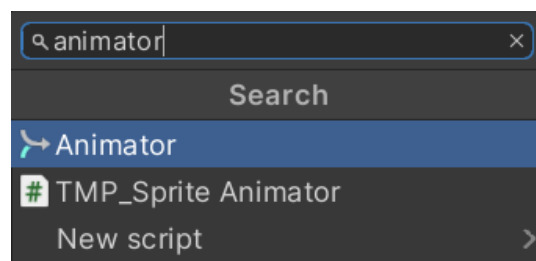 animator
Search
Animator
TMP_Sprite Animator
New script